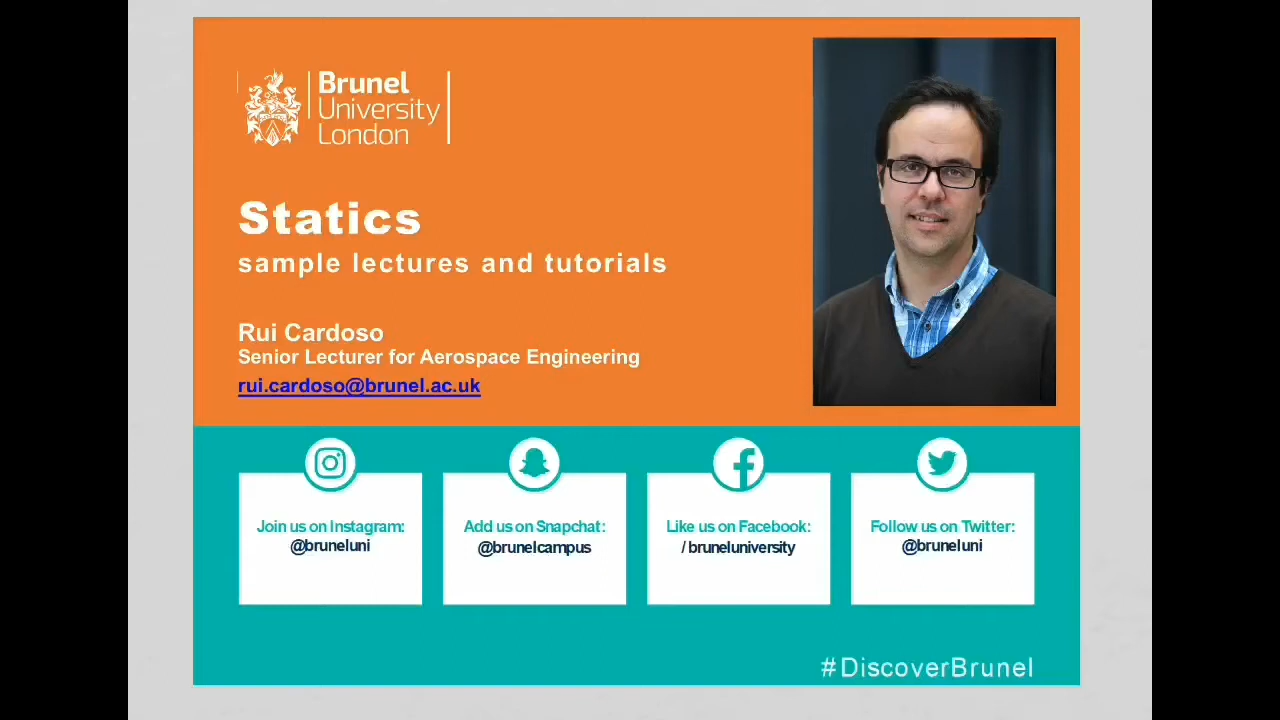 Brunel
University
London
Statics
sample lectures and tutorials
Rui Cardoso
Senior Lecturer for Aerospace Engineering
rui.cardoso@brunel.ac.uk
Join us on Instagram:
@bruneluni
Add us on Snapchat:
@brunelcampus
Like us on Facebook:
/ bruneluniversity
Follow us on Twitter:
@bruneluni
#DiscoverBrunel